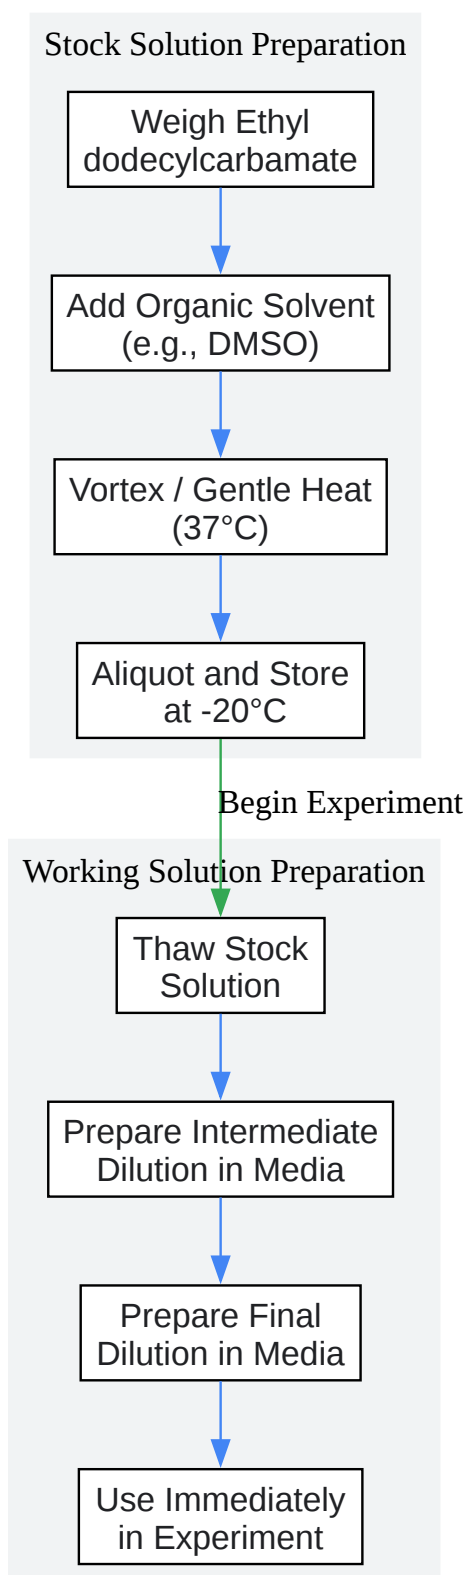 Stock Solution Preparation
Weigh Ethyl
dodecylcarbamate
Add Organic Solvent
(e.g., DMSO)
Vortex / Gentle Heat
(37°C)
Aliquot and Store
at -20°C
Begin Experiment
Working Solution Preparation
Thaw Stock
Solution
Prepare Intermediate
Dilution in Media
Prepare Final
Dilution in Media
Use Immediately
in Experiment